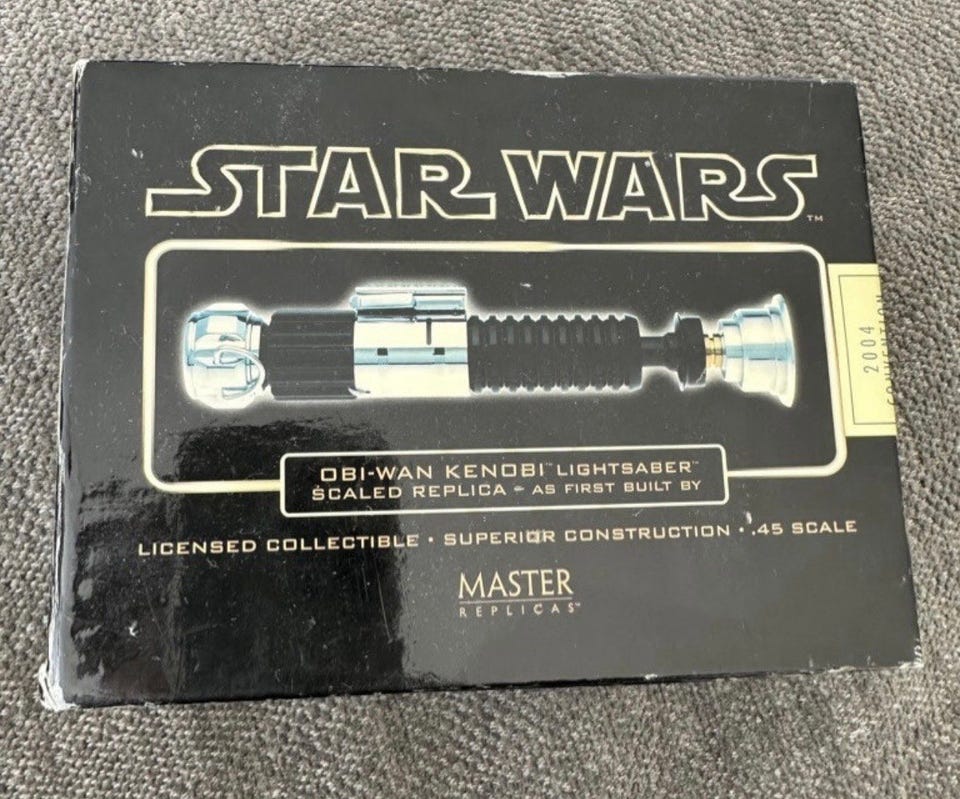 STAR WARS™
2004
CONVENTION
OBI-WAN KENOBI™ LIGHTSABER™
SCALED REPLICA - AS FIRST BUILT BY
LICENSED COLLECTIBLE · SUPERIOR CONSTRUCTION · .45 SCALE
MASTER
REPLICAS™